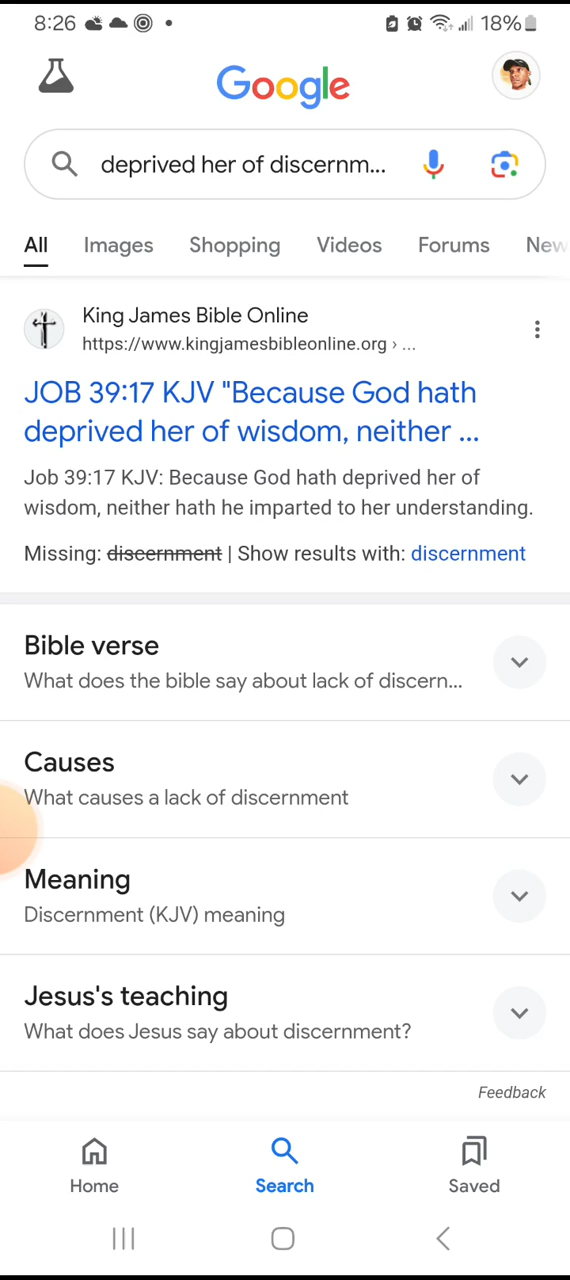 8:26 18%
Google
deprived her of discernm...
All Images Shopping Videos Forums New
King James Bible Online
https://www.kingjamesbibleonline.org › ...
JOB 39:17 KJV "Because God hath
deprived her of wisdom, neither ...
Job 39:17 KJV: Because God hath deprived her of
wisdom, neither hath he imparted to her understanding.
Missing: discernment | Show results with: discernment
Bible verse
What does the bible say about lack of discern...
Causes
What causes a lack of discernment
Meaning
Discernment (KJV) meaning
Jesus's teaching
What does Jesus say about discernment?
Feedback
Home Search Saved